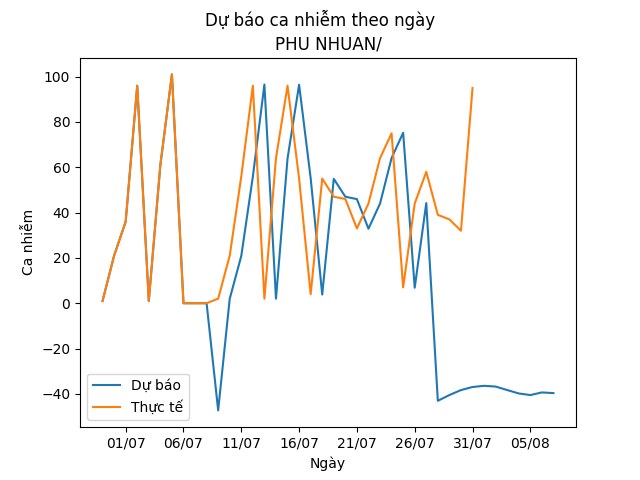 Dự báo ca nhiễm theo ngày
PHU NHUAN/
Ca nhiễm
100
80
60
40
20
0
−20
−40
Dự báo
Thực tế
01/07 06/07 11/07 16/07 21/07 26/07 31/07 05/08
Ngày